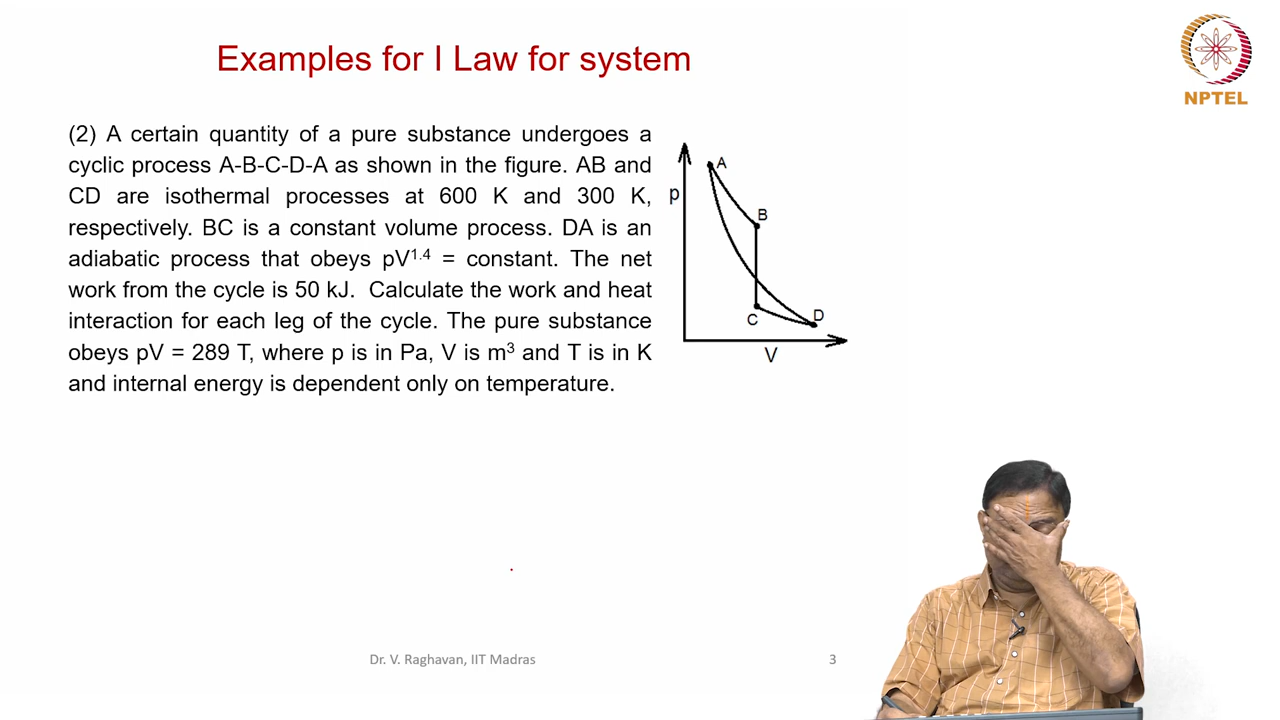 Examples for I Law for system
NPTEL
(2) A certain quantity of a pure substance undergoes a
cyclic process A-B-C-D-A as shown in the figure. AB and
CD are isothermal processes at 600 K and 300 K,
respectively. BC is a constant volume process. DA is an
adiabatic process that obeys pV¹·⁴ = constant. The net
work from the cycle is 50 kJ. Calculate the work and heat
interaction for each leg of the cycle. The pure substance
obeys pV = 289 T, where p is in Pa, V is m³ and T is in K
and internal energy is dependent only on temperature.
A
p
B
C
D
V
Dr. V. Raghavan, IIT Madras
3